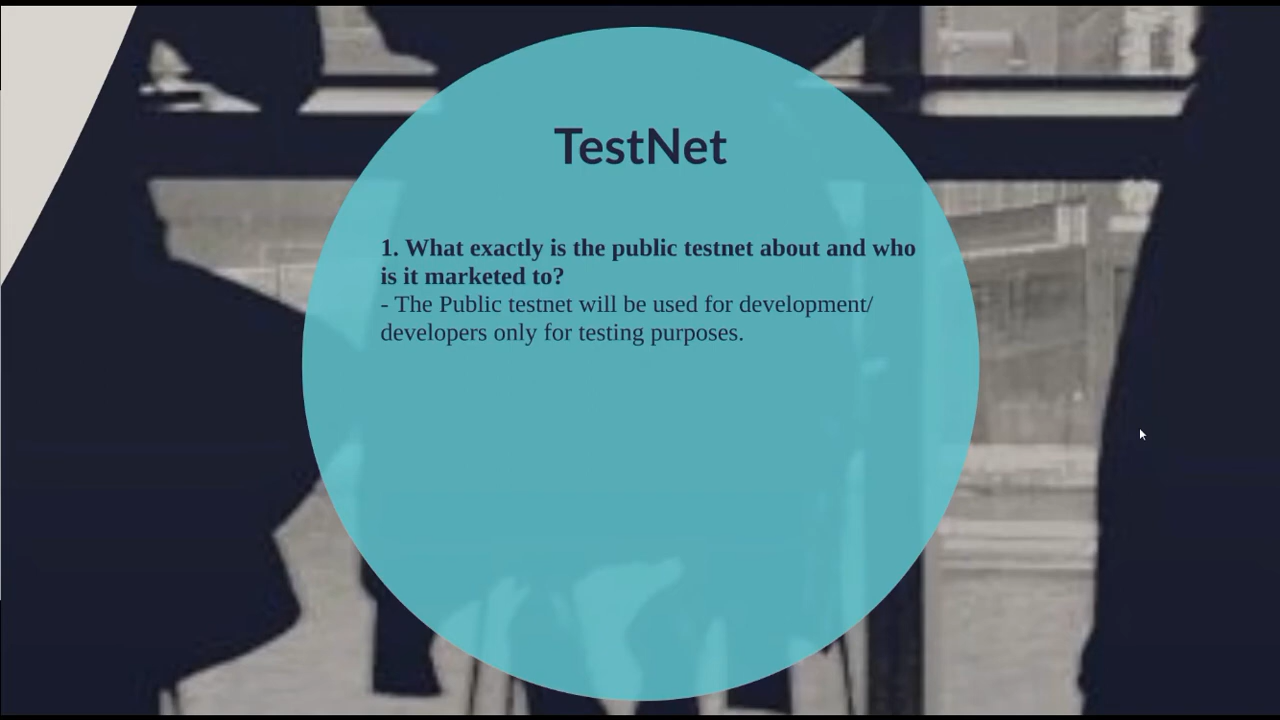 TestNet
1. What exactly is the public testnet about and who
is it marketed to?
- The Public testnet will be used for development/
developers only for testing purposes.